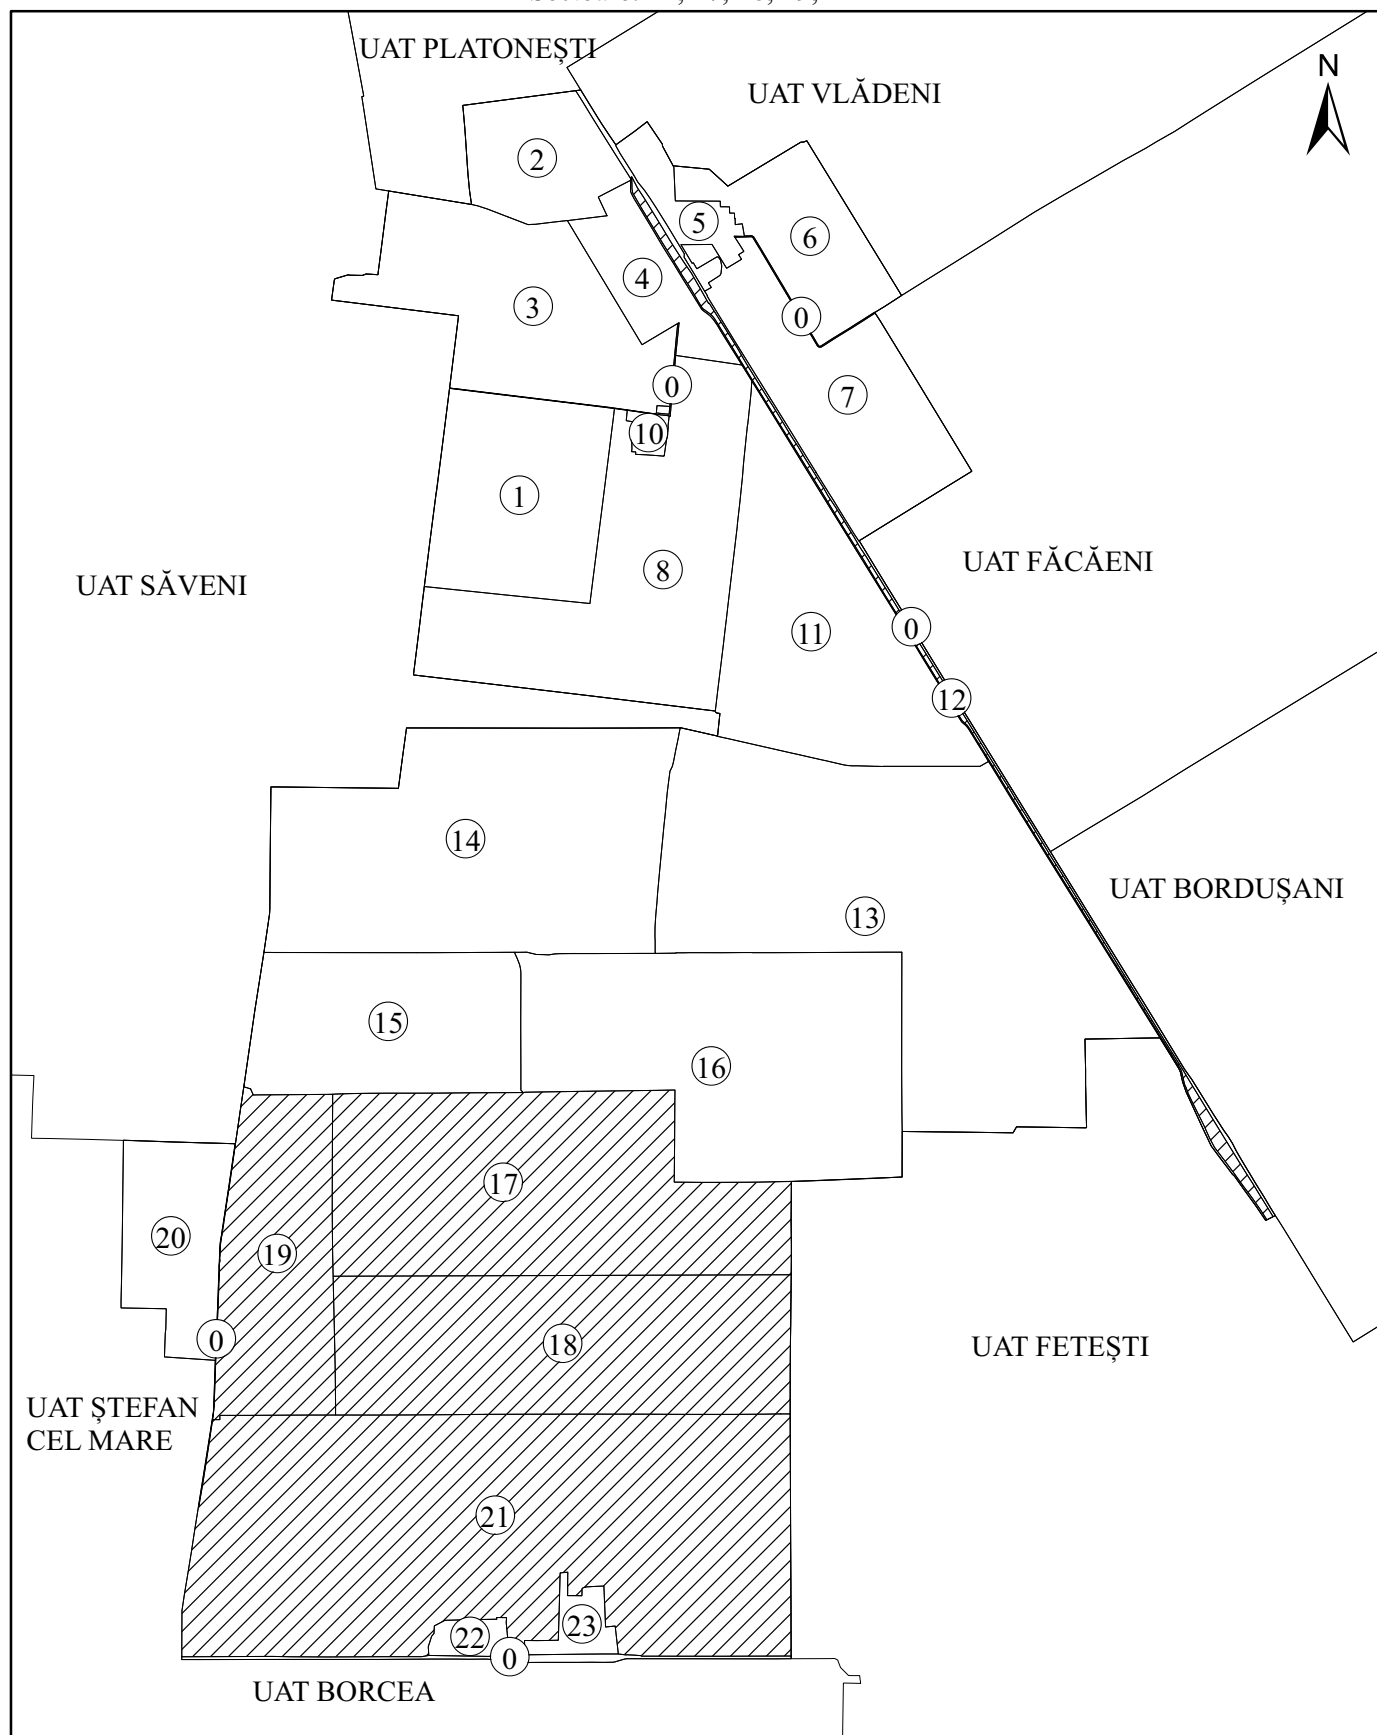 UAT PLATONEȘTI
UAT VLĂDENI
N
2
5
6
4
3
0
0
7
10
1
8
UAT FĂCĂENI
UAT SĂVENI
11
0
12
14
UAT BORDUȘANI
13
15
16
17
20
19
0
18
UAT FETEȘTI
UAT ȘTEFAN
CEL MARE
21
23
22
0
UAT BORCEA